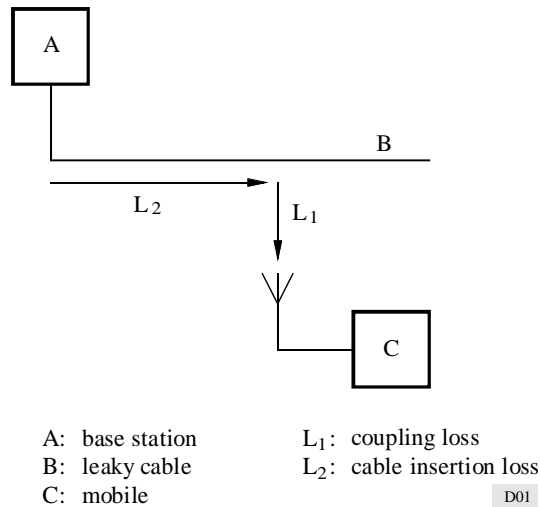 A
B
L2
L1
C
A: base station
B: leaky cable
C: mobile
L1: coupling loss
L2: cable insertion loss
D01